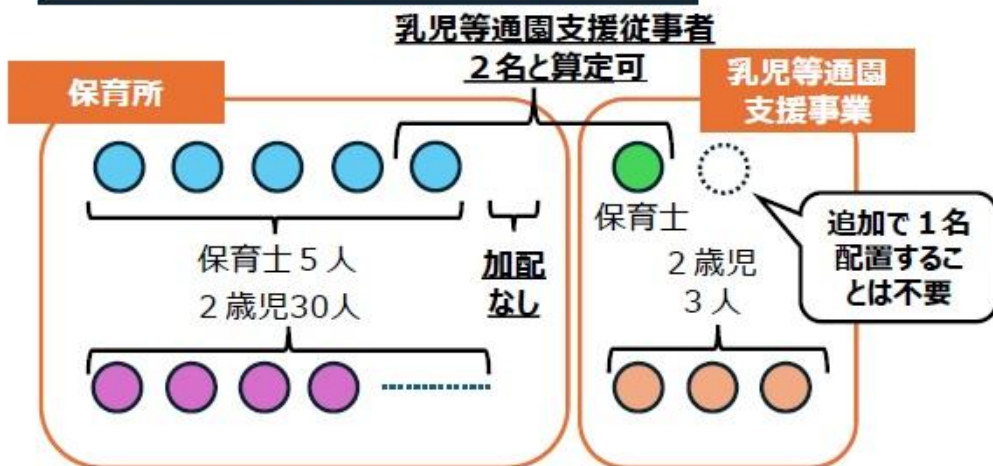 乳児等通園支援従事者
２名と算定可
保育所
乳児等通園
支援事業
保育士５人
２歳児30人
加配
なし
保育士
２歳児
３人
追加で１名
配置するこ
とは不要